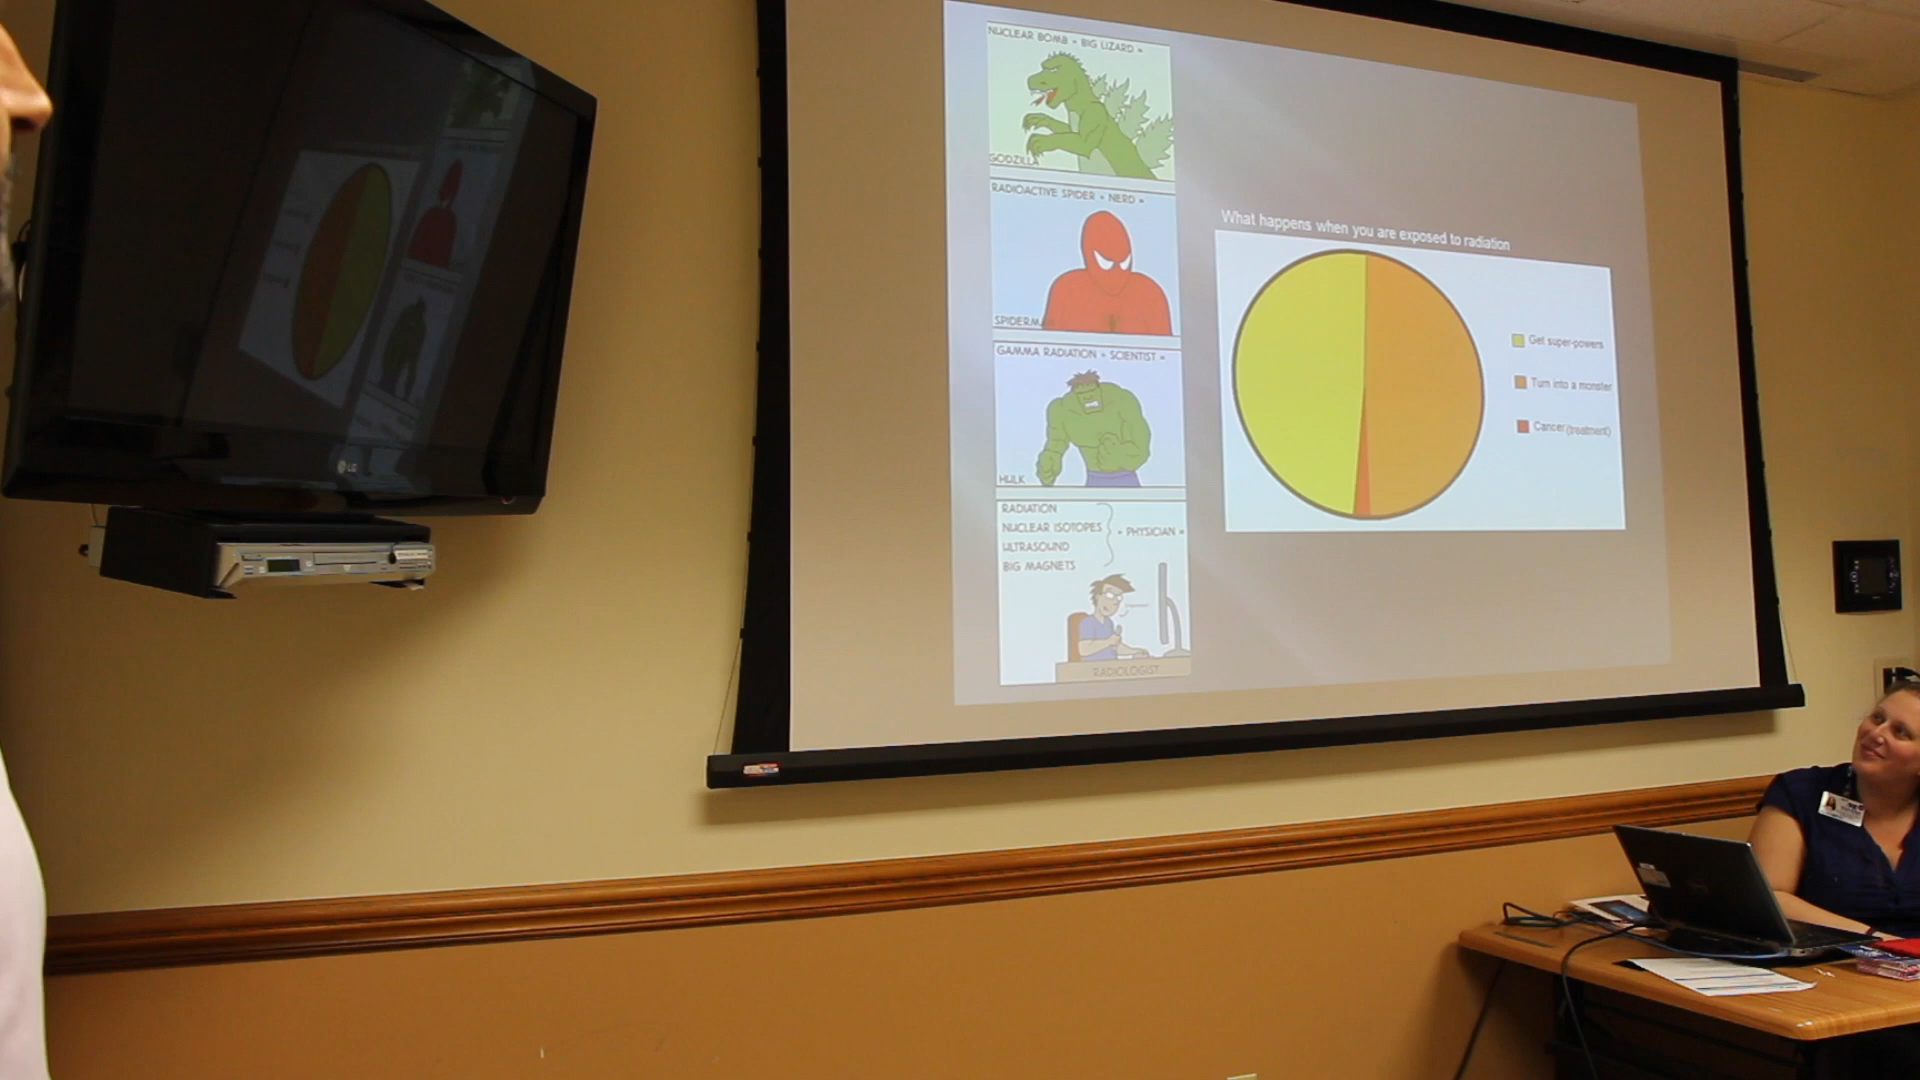 NUCLEAR BOMB + BIG LIZARD =
GODZILLA
RADIOACTIVE SPIDER + NERD =
SPIDERMA
GAMMA RADIATION + SCIENTIST =
HULK
RADIATION
NUCLEAR ISOTOPES
ULTRASOUND
BIG MAGNETS
+ PHYSICIAN =
RADIOLOGIST
What happens when you are exposed to radiation
Get super-powers
Turn into a monster
Cancer (treatment)
LG